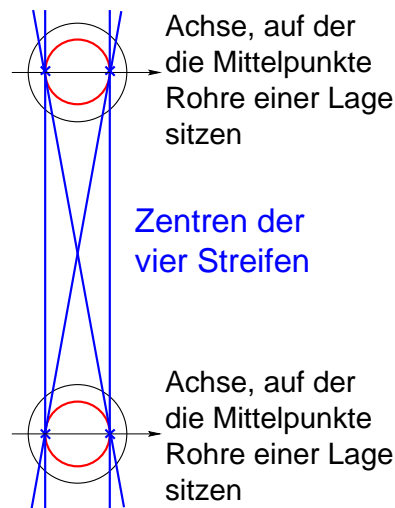 Achse, auf der
die Mittelpunkte
Rohre einer Lage
sitzen
Zentren der
vier Streifen
Achse, auf der
die Mittelpunkte
Rohre einer Lage
sitzen